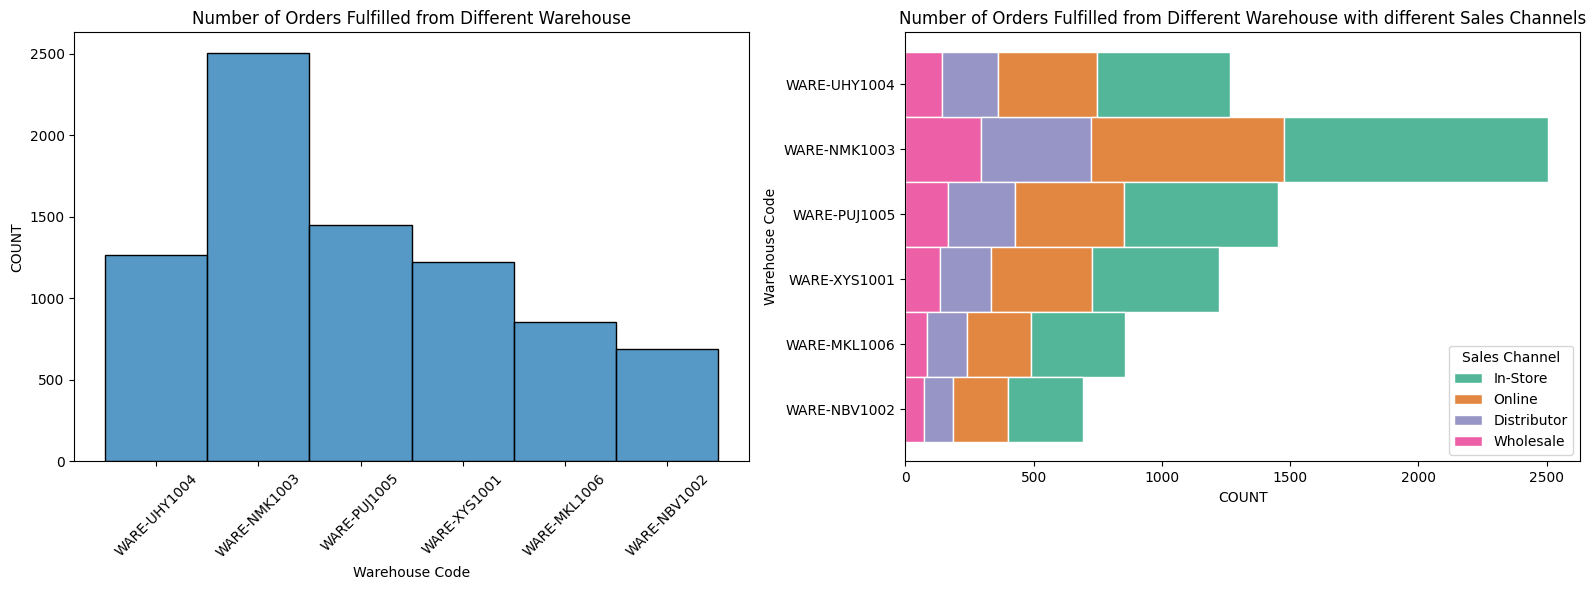 Number of Orders Fulfilled from Different Warehouse
COUNT
2500
2000
1500
1000
500
0
WARE-UHY1004
WARE-NMK1003
WARE-PUJ1005
WARE-XYS1001
WARE-MKL1006
WARE-NBV1002
Warehouse Code
Number of Orders Fulfilled from Different Warehouse with different Sales Channels
Warehouse Code
WARE-UHY1004
WARE-NMK1003
WARE-PUJ1005
WARE-XYS1001
WARE-MKL1006
WARE-NBV1002
Sales Channel
In-Store
Online
Distributor
Wholesale
0
500
1000
1500
2000
2500
COUNT